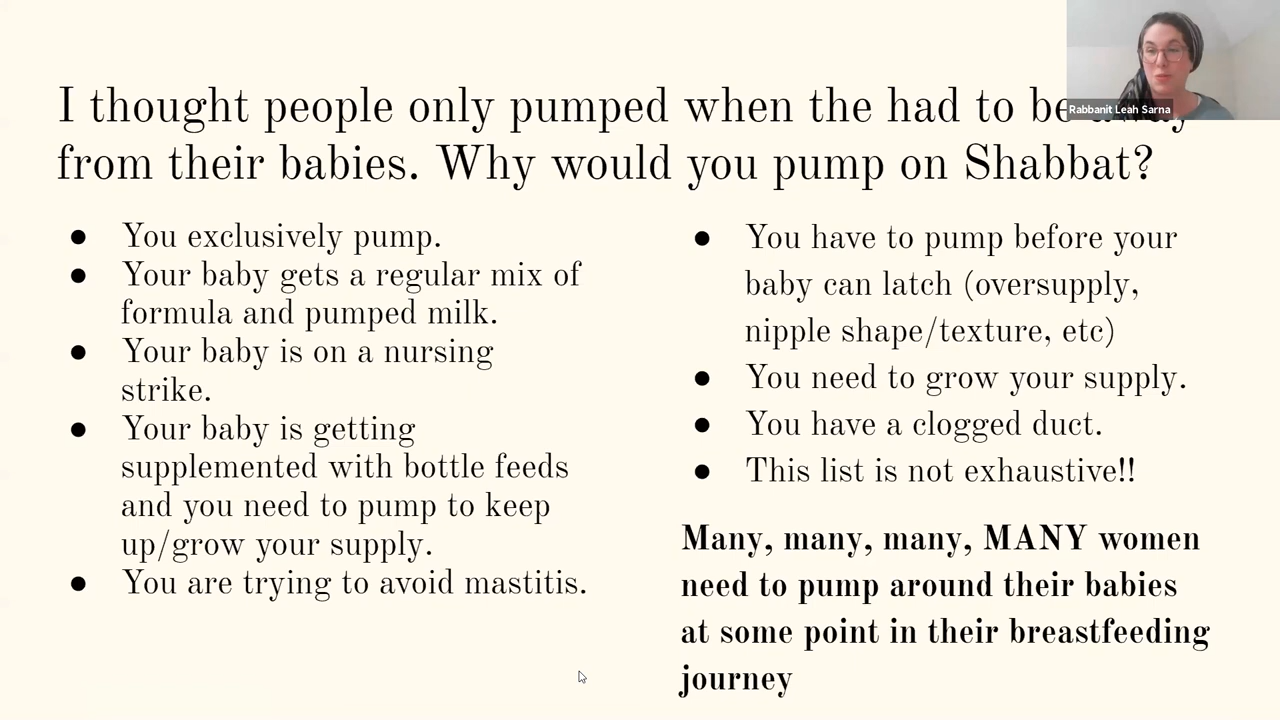 I thought people only pumped when the had to be
from their babies. Why would you pump on Shabbat?
Rabbanit Leah Sarna
● You exclusively pump.
● Your baby gets a regular mix of
formula and pumped milk.
● Your baby is on a nursing
strike.
● Your baby is getting
supplemented with bottle feeds
and you need to pump to keep
up/grow your supply.
● You are trying to avoid mastitis.
● You have to pump before your
baby can latch (oversupply,
nipple shape/texture, etc)
● You need to grow your supply.
● You have a clogged duct.
● This list is not exhaustive!!
Many, many, many, MANY women
need to pump around their babies
at some point in their breastfeeding
journey